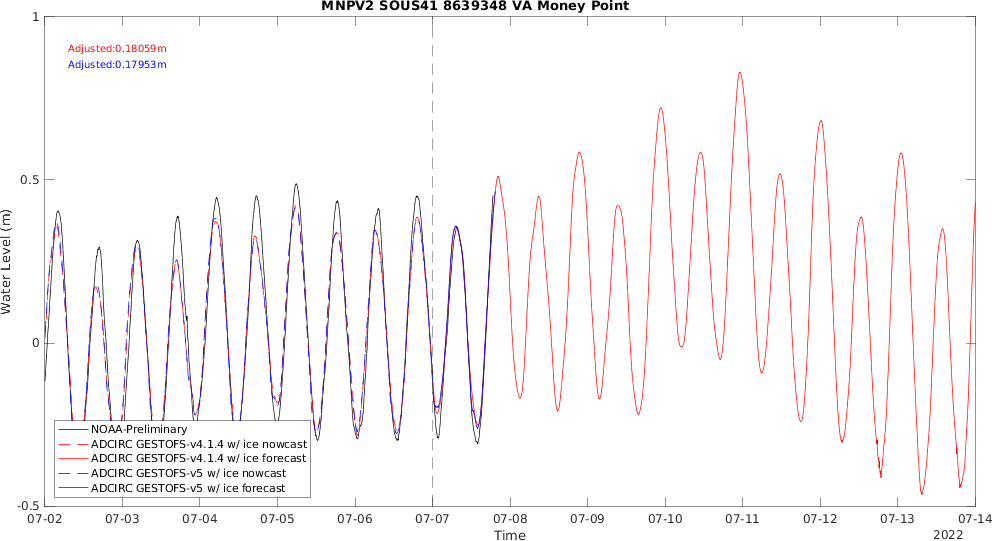 MNPV2 SOUS41 8639348 VA Money Point
1
Adjusted:0.18059m
Adjusted:0.17953m
0.5
Water Level (m)
0
NOAA-Preliminary
ADCIRC GESTOFS-v4.1.4 w/ ice nowcast
ADCIRC GESTOFS-v4.1.4 w/ ice forecast
ADCIRC GESTOFS-v5 w/ ice nowcast
ADCIRC GESTOFS-v5 w/ ice forecast
-0.5
07-02 07-03 07-04 07-05 07-06 07-07 07-08 07-09 07-10 07-11 07-12 07-13 07-14
Time
2022